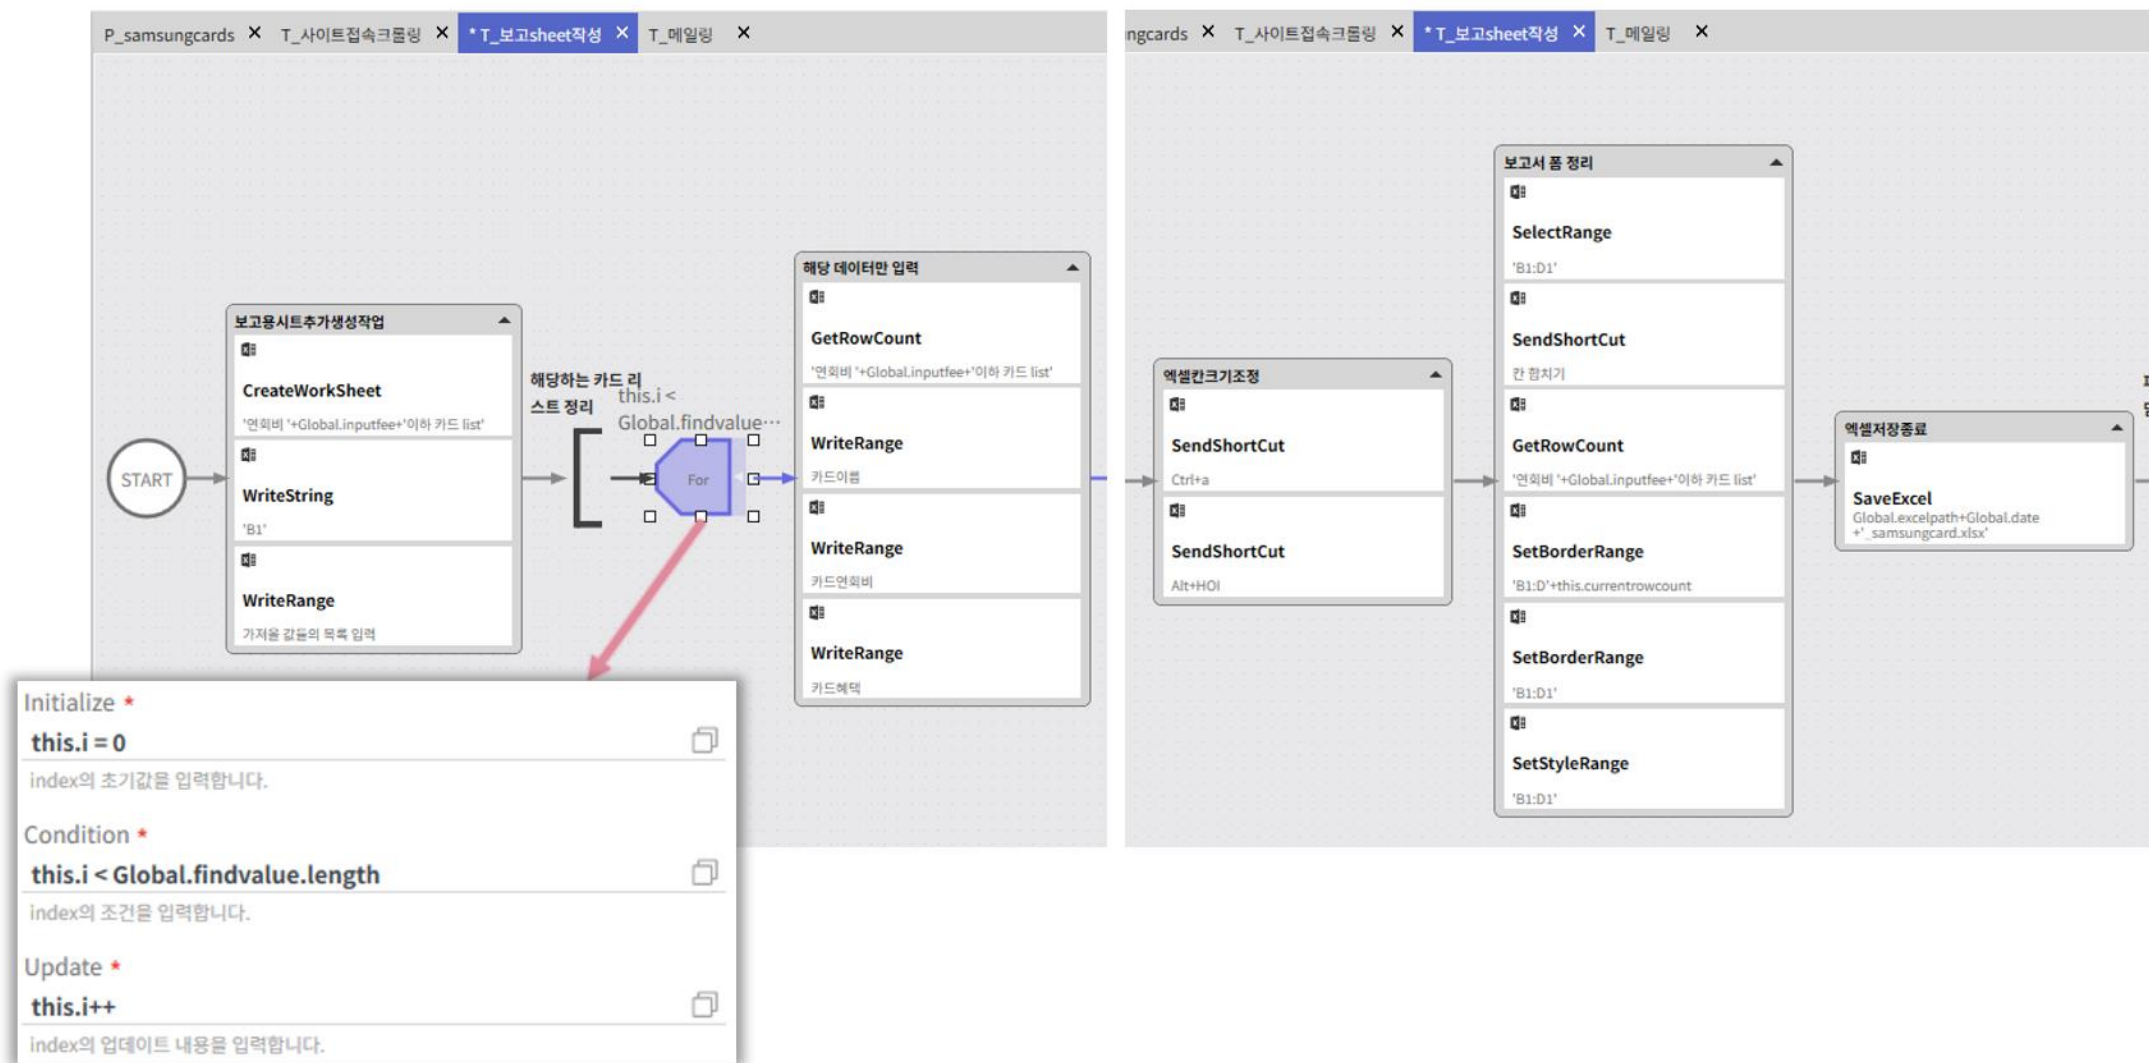 P_samsungcards
T_사이트접속크롤링
* T_보고sheet작성
T_메일링
START
보고용시트추가생성작업
CreateWorkSheet
'연회비 '+Global.inputfee+'이하 카드 list'
WriteString
'B1'
WriteRange
가져올 값들의 목록 입력
해당하는 카드 리
스트 정리
this.i <
Global.findvalue…
For
해당 데이터만 입력
GetRowCount
'연회비 '+Global.inputfee+'이하 카드 list'
WriteRange
카드이름
WriteRange
카드연회비
WriteRange
카드혜택
Initialize *
this.i = 0
index의 초기값을 입력합니다.
Condition *
this.i < Global.findvalue.length
index의 조건을 입력합니다.
Update *
this.i++
index의 업데이트 내용을 입력합니다.
ngcards
T_사이트접속크롤링
* T_보고sheet작성
T_메일링
엑셀칸크기조정
SendShortCut
Ctrl+a
SendShortCut
Alt+HOI
보고서 폼 정리
SelectRange
'B1:D1'
SendShortCut
칸 합치기
GetRowCount
'연회비 '+Global.inputfee+'이하 카드 list'
SetBorderRange
'B1:D'+this.currentrowcount
SetBorderRange
'B1:D1'
SetStyleRange
'B1:D1'
엑셀저장종료
SaveExcel
Global.excelpath+Global.date
+'_samsungcard.xlsx'